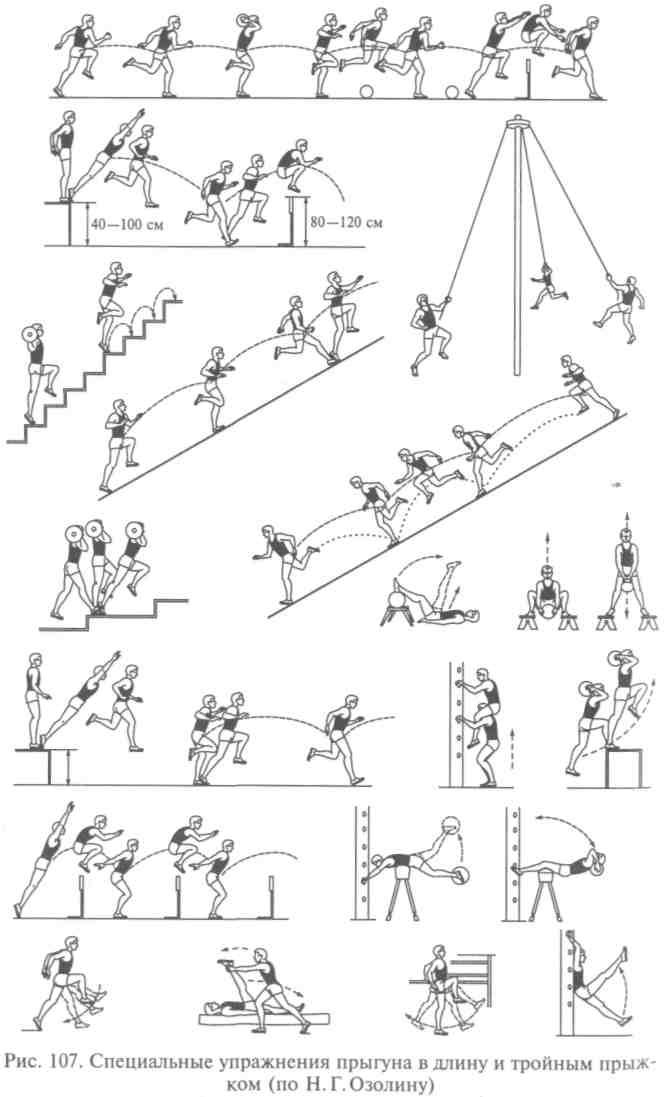 40—100 см
80—120 см
Рис. 107. Специальные упражнения прыгуна в длину и тройным прыж-
ком (по Н. Г. Озолину)